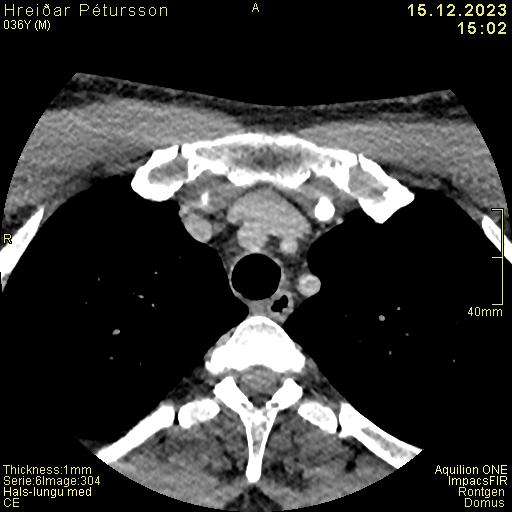 Hreiðar Pétursson
036Y (M)
A
15.12.2023
15:02
R
40mm
Thickness:1mm
Serie:6Image:304
Hals-lungu med
CE
Aquilion ONE
ImpacsFIR
Rontgen
Domus